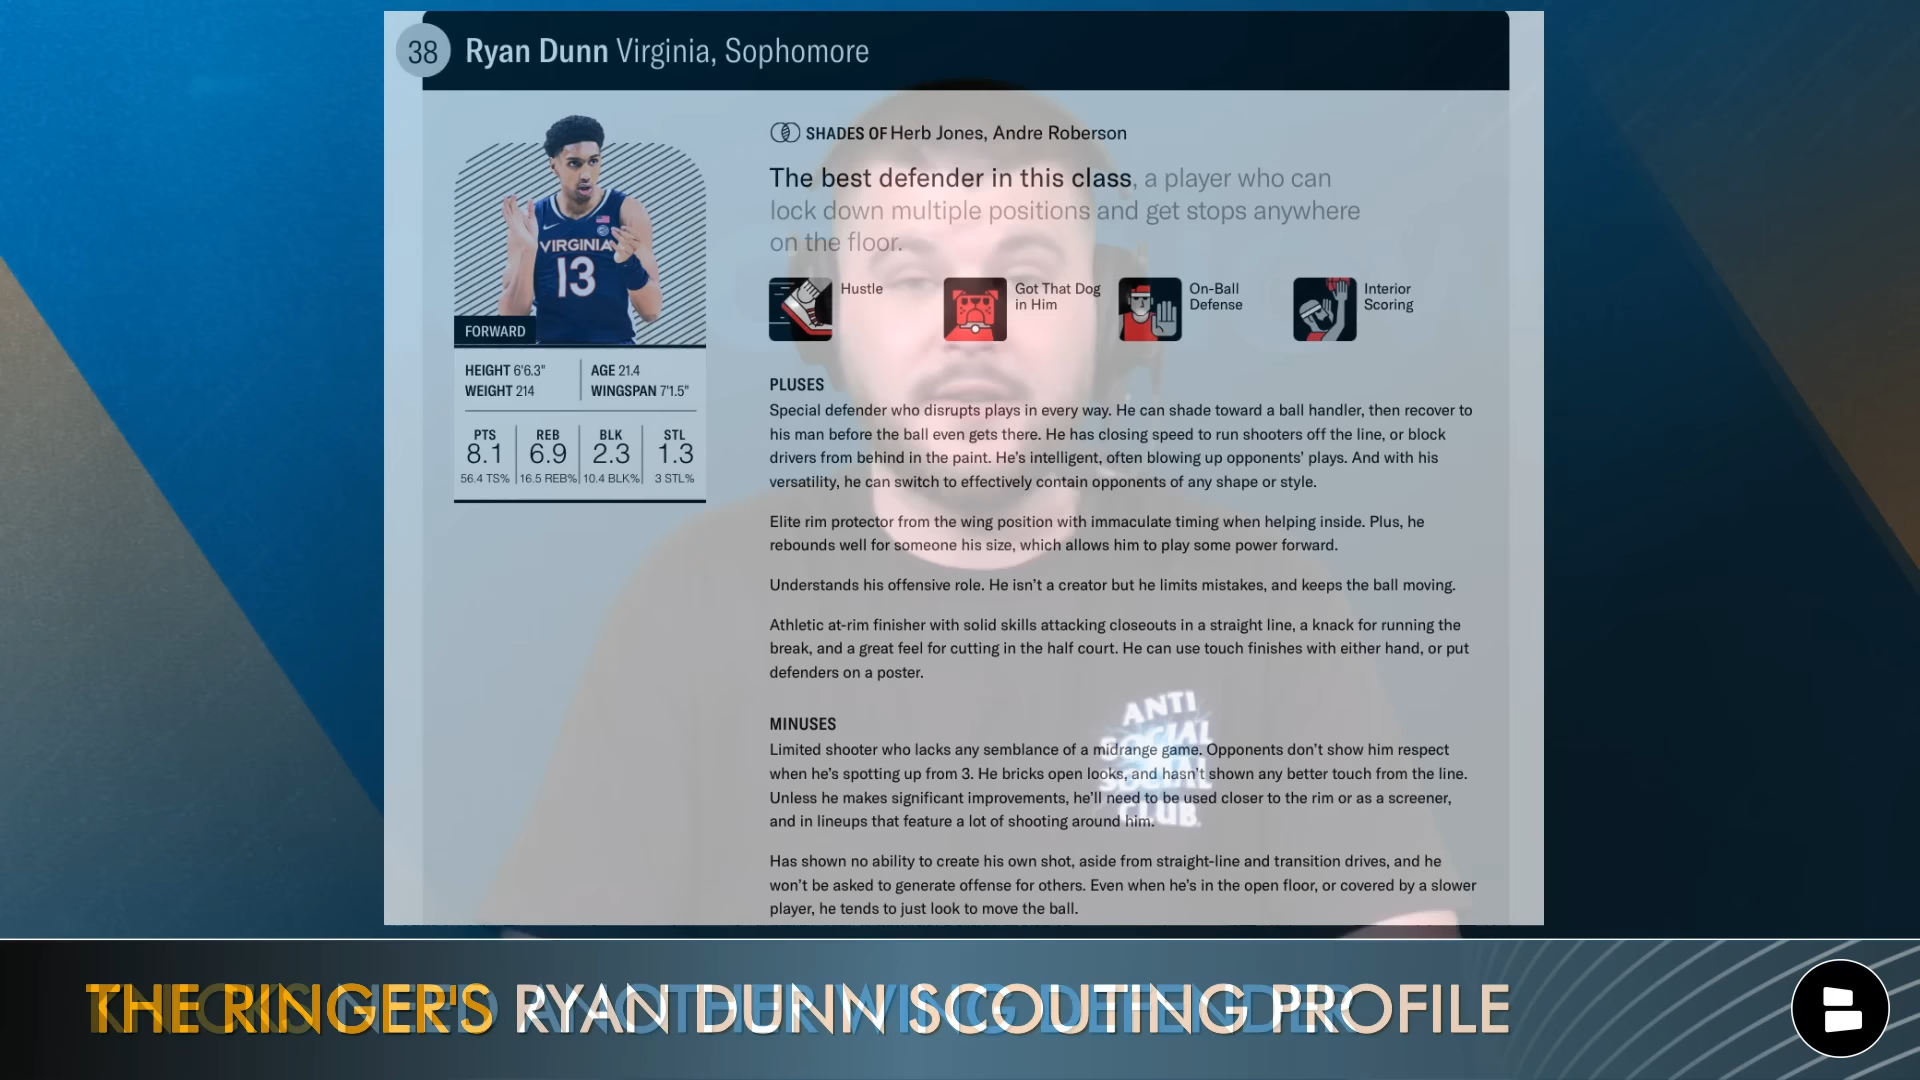 38 Ryan Dunn Virginia, Sophomore
SHADES OF Herb Jones, Andre Roberson
The best defender in this class, a player who can
lock down multiple positions and get stops anywhere
on the floor.
VIRGINIA
13
FORWARD
Hustle
Got That Dog
in Him
On-Ball
Defense
Interior
Scoring
HEIGHT 6'6.3"
AGE 21.4
WEIGHT 214
WINGSPAN 7'1.5"
PTS REB BLK STL
8.1 6.9 2.3 1.3
56.4 TS% 16.5 REB% 10.4 BLK% 3 STL%
PLUSES
Special defender who disrupts plays in every way. He can shade toward a ball handler, then recover to
his man before the ball even gets there. He has closing speed to run shooters off the line, or block
drivers from behind in the paint. He's intelligent, often blowing up opponents' plays. And with his
versatility, he can switch to effectively contain opponents of any shape or style.
Elite rim protector from the wing position with immaculate timing when helping inside. Plus, he
rebounds well for someone his size, which allows him to play some power forward.
Understands his offensive role. He isn't a creator but he limits mistakes, and keeps the ball moving.
Athletic at-rim finisher with solid skills attacking closeouts in a straight line, a knack for running the
break, and a great feel for cutting in the half court. He can use touch finishes with either hand, or put
defenders on a poster.
MINUSES
Limited shooter who lacks any semblance of a midrange game. Opponents don't show him respect
when he's spotting up from 3. He bricks open looks, and hasn't shown any better touch from the line.
Unless he makes significant improvements, he'll need to be used closer to the rim or as a screener,
and in lineups that feature a lot of shooting around him.
Has shown no ability to create his own shot, aside from straight-line and transition drives, and he
won't be asked to generate offense for others. Even when he's in the open floor, or covered by a slower
player, he tends to just look to move the ball.
ANTI
SOCIAL
SOCIAL
CLUB.
THE RINGER'S RYAN DUNN SCOUTING PROFILE
KNICKS NEED ANOTHER WING DEFENDER